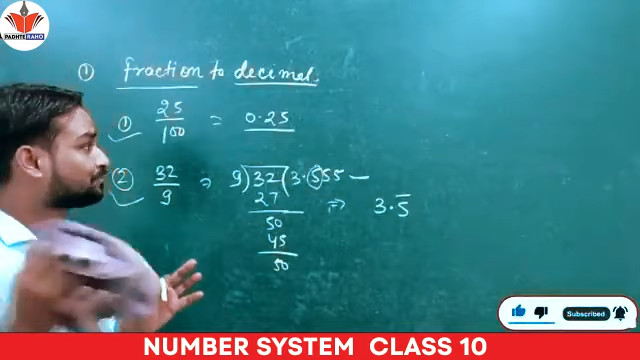 PADHTE RAHO
① fraction to decimal.
① 25/100 = 0.25
② 32/9 ⇒ 9)32(3.555 —
27
50
45
50
⇒ 3.5̅
Subscribed
NUMBER SYSTEM CLASS 10